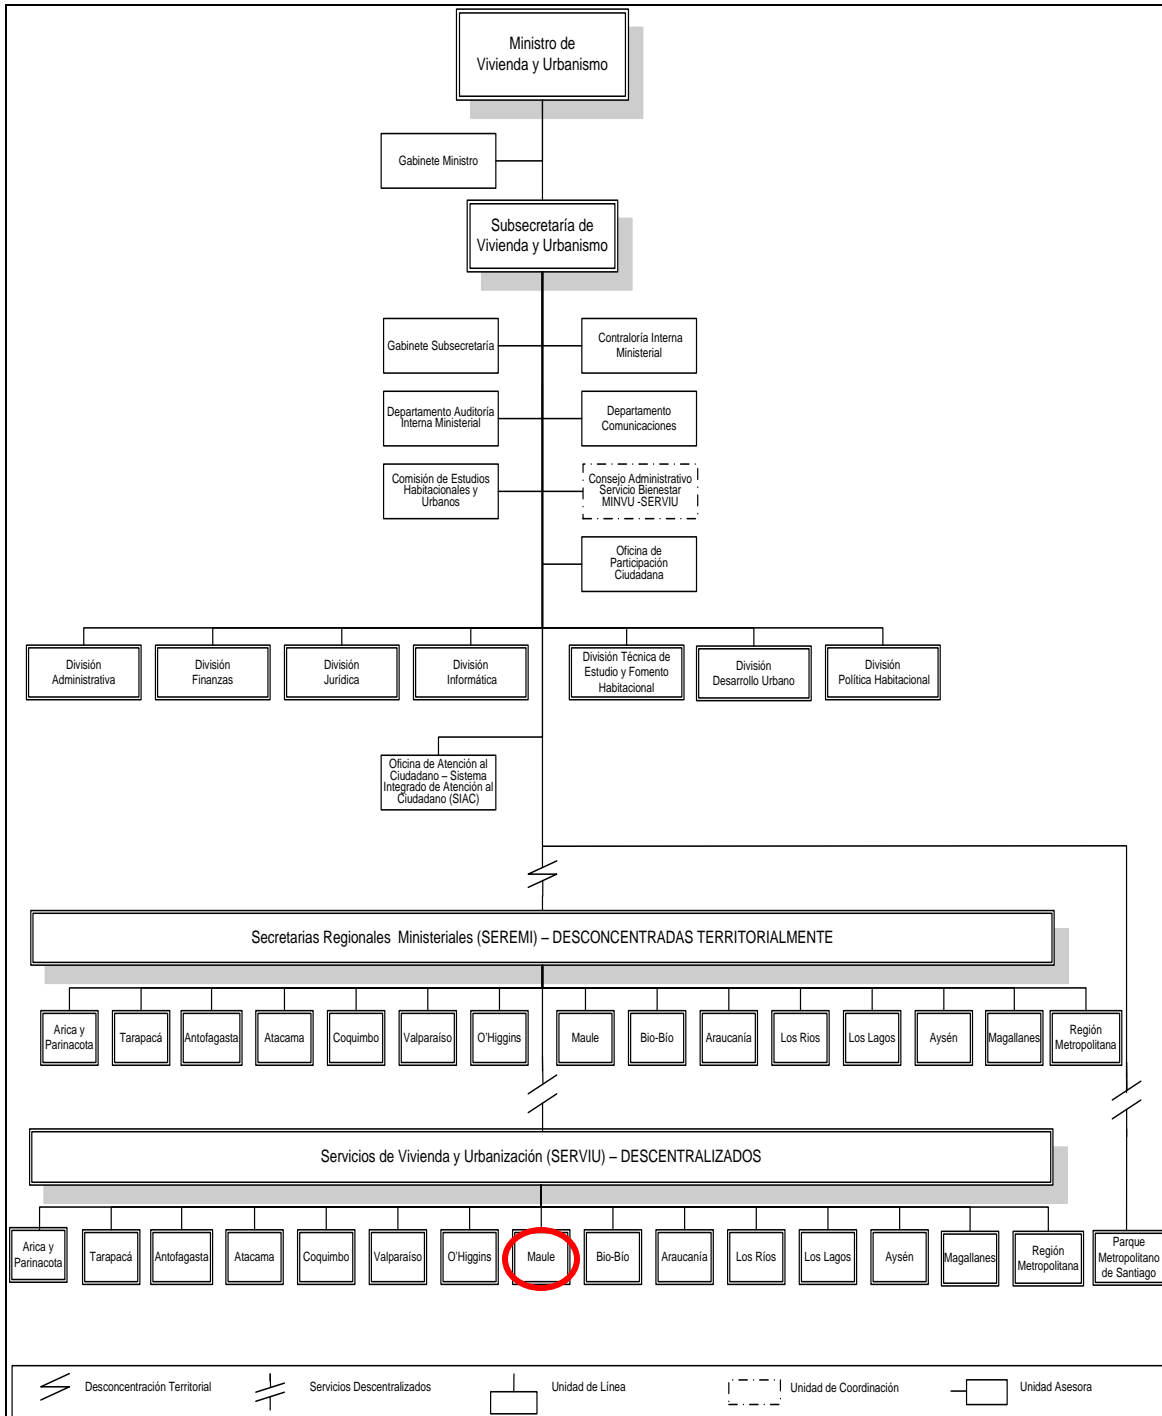 Ministro de
Vivienda y Urbanismo
Gabinete Ministro
Subsecretaría de
Vivienda y Urbanismo
Gabinete Subsecretaría
Contraloría Interna
Ministerial
Departamento Auditoría
Interna Ministerial
Departamento
Comunicaciones
Comisión de Estudios
Habitacionales y
Urbanos
Consejo Administrativo
Servicio Bienestar
MINVU -SERVIU
Oficina de
Participación
Ciudadana
División
Administrativa
División
Finanzas
División
Jurídica
División
Informática
División Técnica de
Estudio y Fomento
Habitacional
División
Desarrollo Urbano
División
Política Habitacional
Oficina de Atención al
Ciudadano – Sistema
Integrado de Atención al
Ciudadano (SIAC)
Secretarias Regionales  Ministeriales (SEREMI) – DESCONCENTRADAS TERRITORIALMENTE
Arica y
Parinacota
Tarapacá
Antofagasta
Atacama
Coquimbo
Valparaíso
O'Higgins
Maule
Bio-Bío
Araucanía
Los Rios
Los Lagos
Aysén
Magallanes
Región
Metropolitana
Servicios de Vivienda y Urbanización (SERVIU) – DESCENTRALIZADOS
Arica y
Parinacota
Tarapacá
Antofagasta
Atacama
Coquimbo
Valparaíso
O'Higgins
Maule
Bio-Bío
Araucanía
Los Ríos
Los Lagos
Aysén
Magallanes
Región
Metropolitana
Parque
Metropolitano
de Santiago
Desconcentración Territorial
Servicios Descentralizados
Unidad de Línea
Unidad de Coordinación
Unidad Asesora